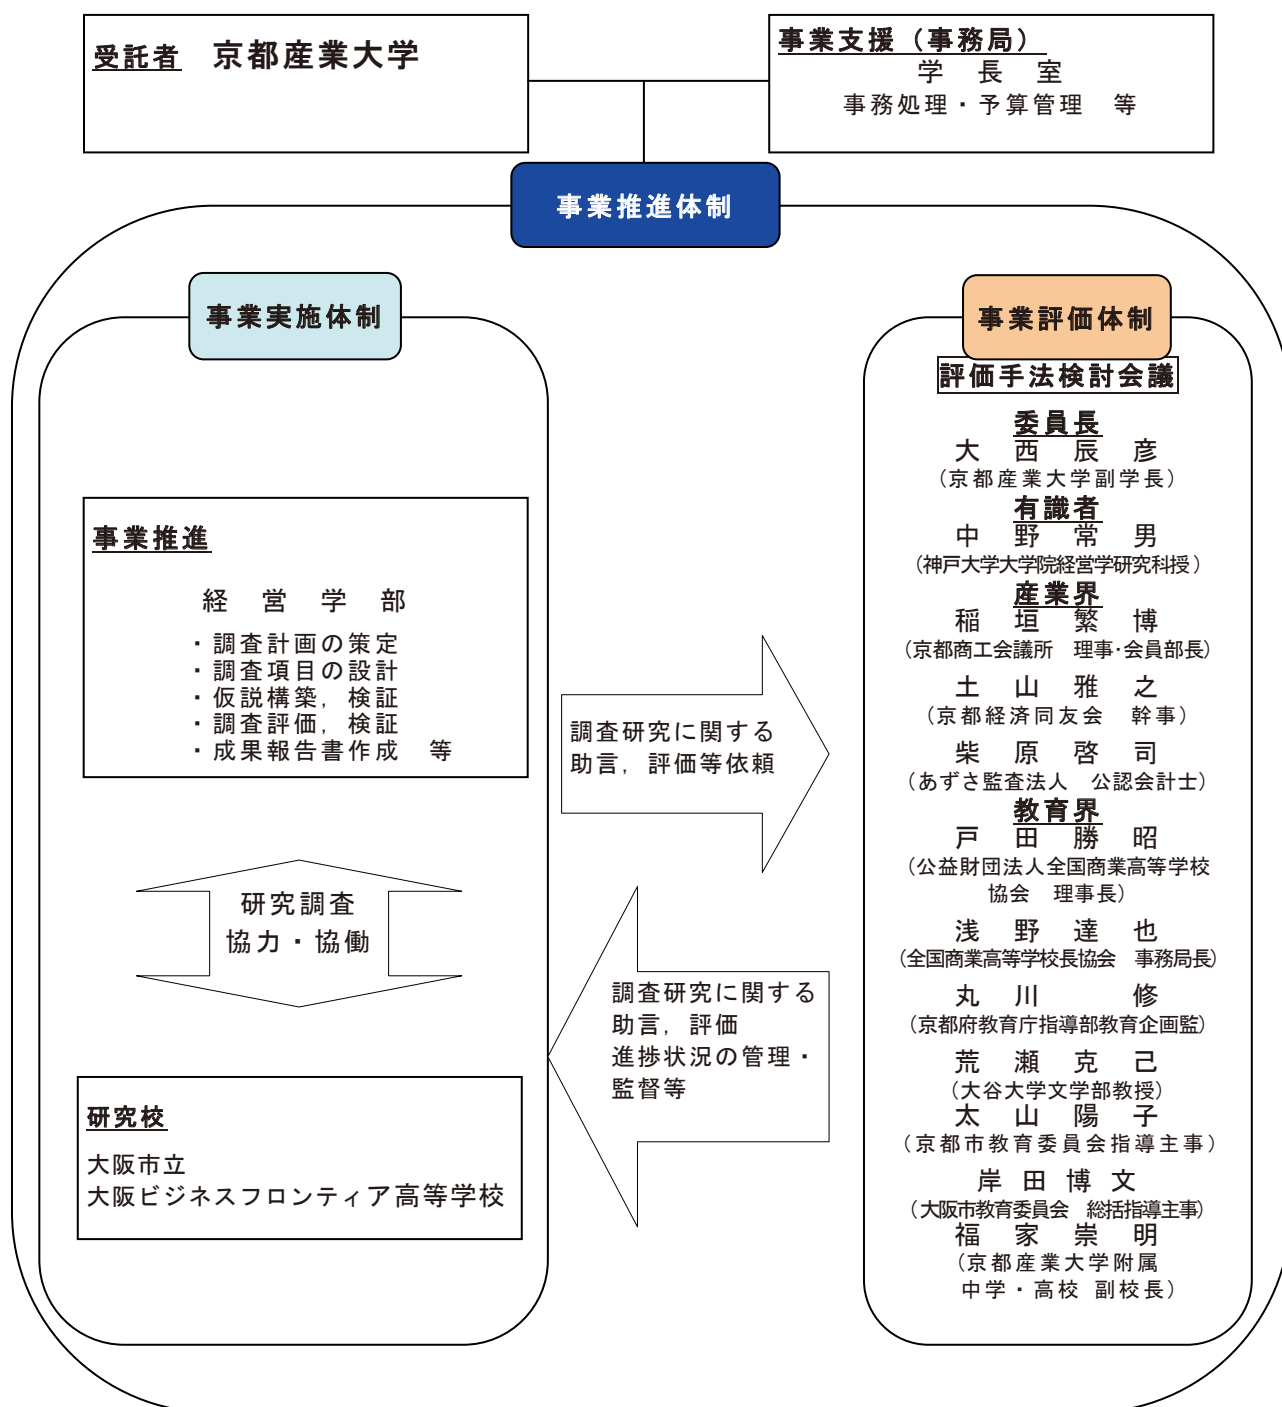 受託者　京都産業大学
事業支援（事務局）
学　長　室
事務処理・予算管理　等
事業推進体制
事業実施体制
事業推進
経　営　学　部
・調査計画の策定
・調査項目の設計
・仮説構築，検証
・調査評価，検証
・成果報告書作成　等
研究調査
協力・協働
研究校
大阪市立
大阪ビジネスフロンティア高等学校
調査研究に関する
助言，評価等依頼
調査研究に関する
助言，評価
進捗状況の管理・
監督等
事業評価体制
評価手法検討会議
委員長
大　西　辰　彦
（京都産業大学副学長）
有識者
中　野　常　男
（神戸大学大学院経営学研究科授）
産業界
稲　垣　繁　博
（京都商工会議所　理事・会員部長）
土　山　雅　之
（京都経済同友会　幹事）
柴　原　啓　司
（あずさ監査法人　公認会計士）
教育界
戸　田　勝　昭
（公益財団法人全国商業高等学校
協会　理事長）
浅　野　達　也
（全国商業高等学校長協会　事務局長）
丸　川　　　修
（京都府教育庁指導部教育企画監）
荒　瀬　克　己
（大谷大学文学部教授）
太　山　陽　子
（京都市教育委員会指導主事）
岸　田　博　文
（大阪市教育委員会　総括指導主事）
福　家　崇　明
（京都産業大学附属
中学・高校 副校長）